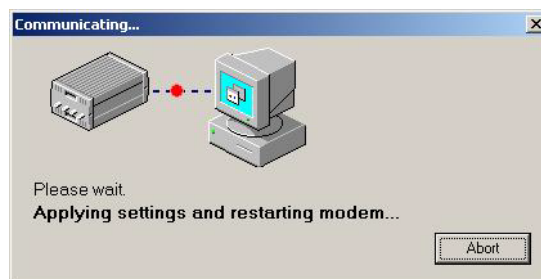 Communicating...
Please wait.
Applying settings and restarting modem...
Abort